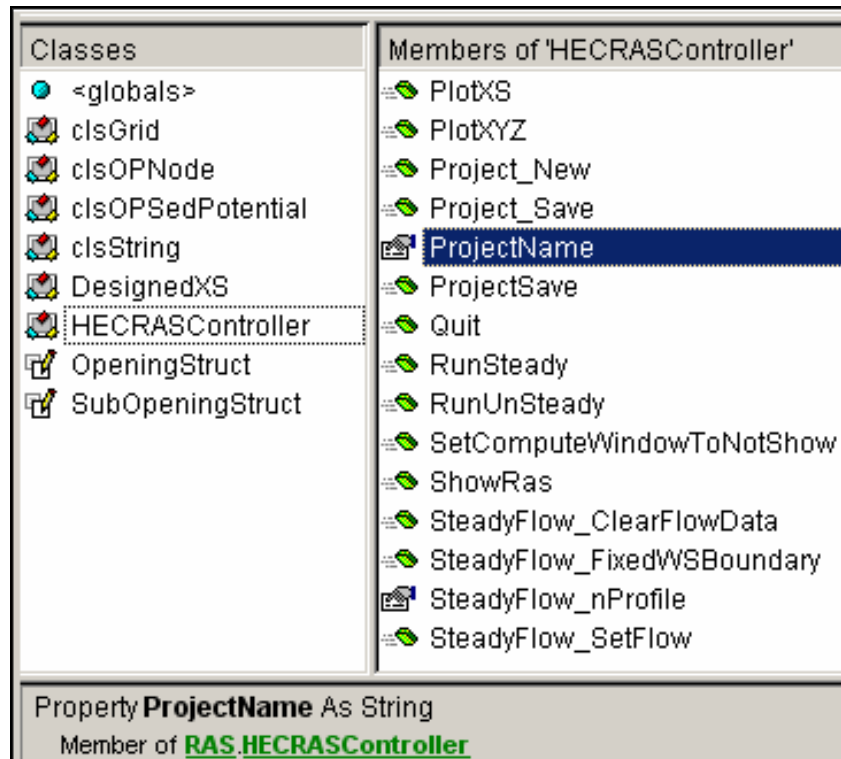 Classes
<globals>
clsGrid
clsOPNode
clsOPSedPotential
clsString
DesignedXS
HECRASController
OpeningStruct
SubOpeningStruct
Members of 'HECRASController'
PlotXS
PlotXYZ
Project_New
Project_Save
ProjectName
ProjectSave
Quit
RunSteady
RunUnSteady
SetComputeWindowToNotShow
ShowRas
SteadyFlow_ClearFlowData
SteadyFlow_FixedWSBoundary
SteadyFlow_nProfile
SteadyFlow_SetFlow
Property ProjectName As String
Member of RAS.HECRASController